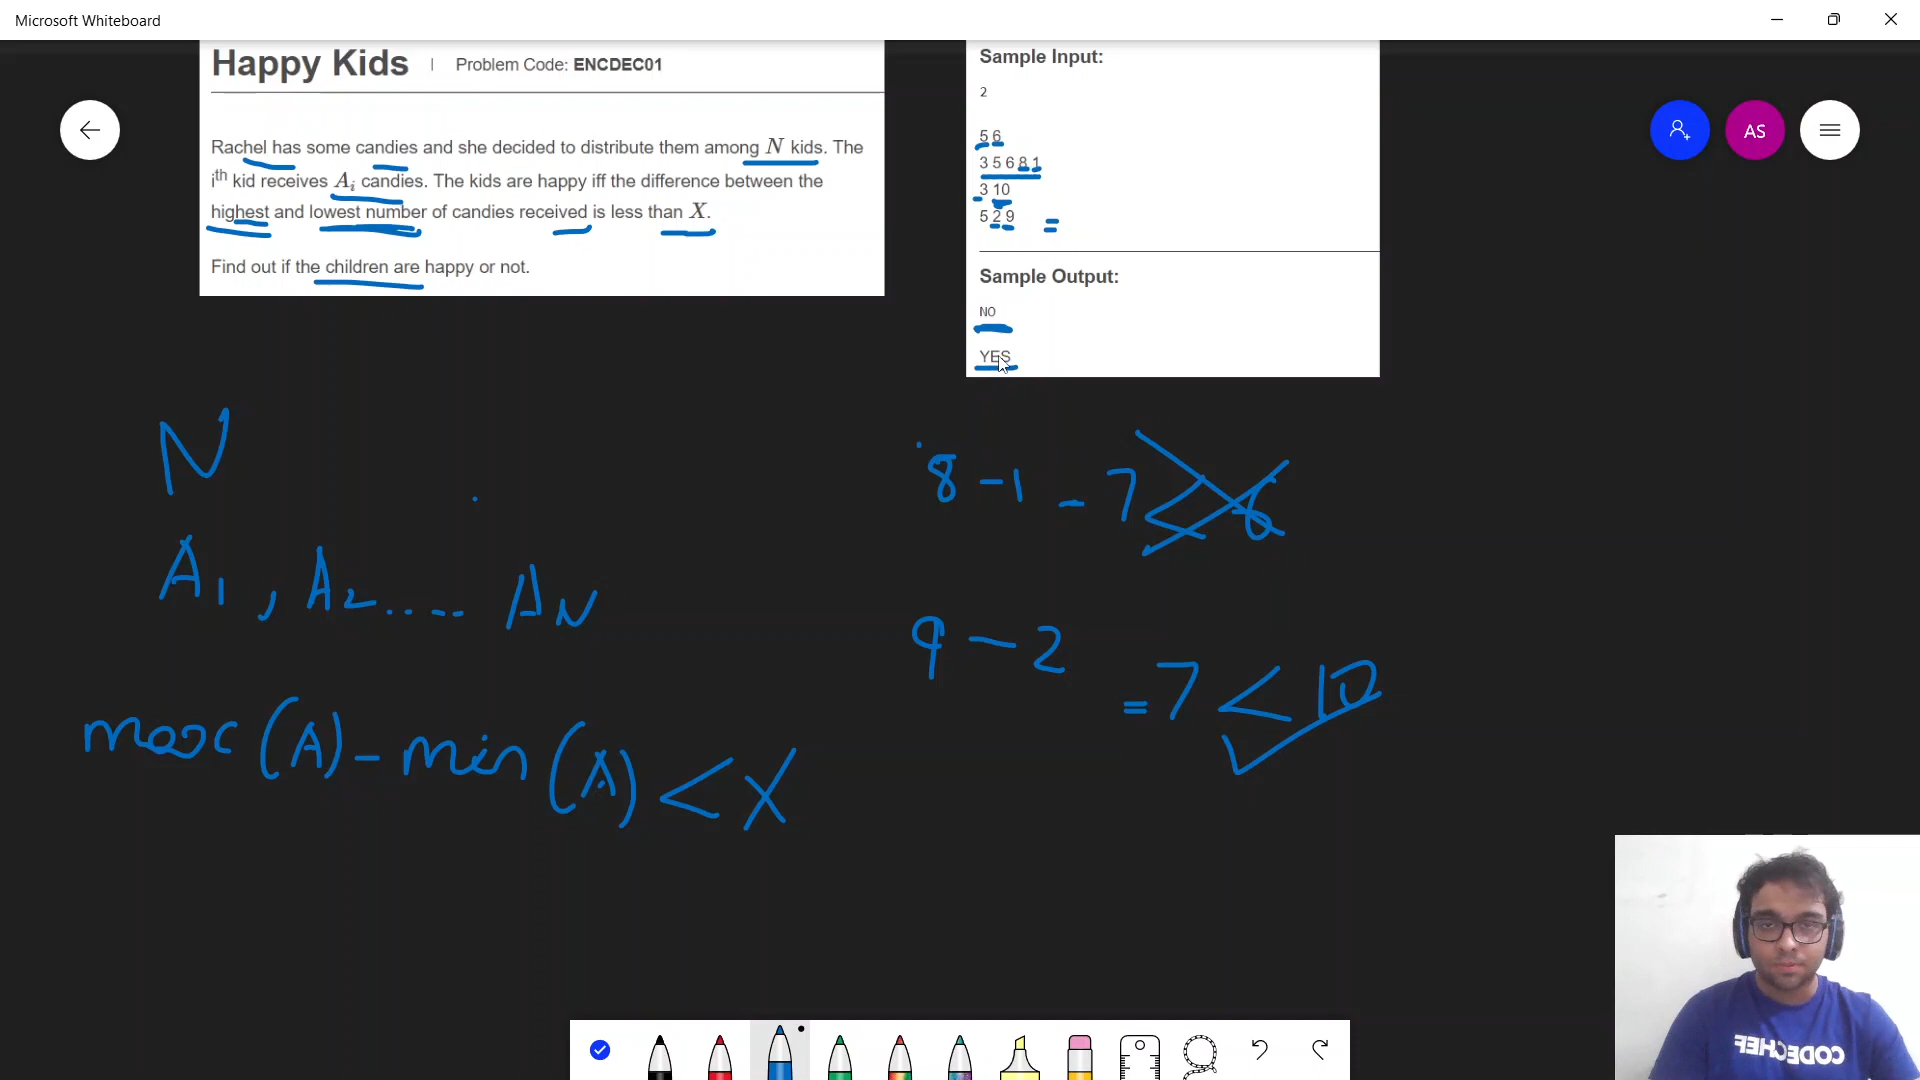 Microsoft Whiteboard
Happy Kids | Problem Code: ENCDEC01
Rachel has some candies and she decided to distribute them among N kids. The
ith kid receives Ai candies. The kids are happy iff the difference between the
highest and lowest number of candies received is less than X.
Find out if the children are happy or not.
Sample Input:
2
5 6
3 5 6 8 1
3 10
5 2 9
=
Sample Output:
NO
YES
AS
N
A1, A2.... AN
max (A) - min (A) < X
8 - 1 - 7 < 6
9 - 2
= 7 < 10
CODECHEF